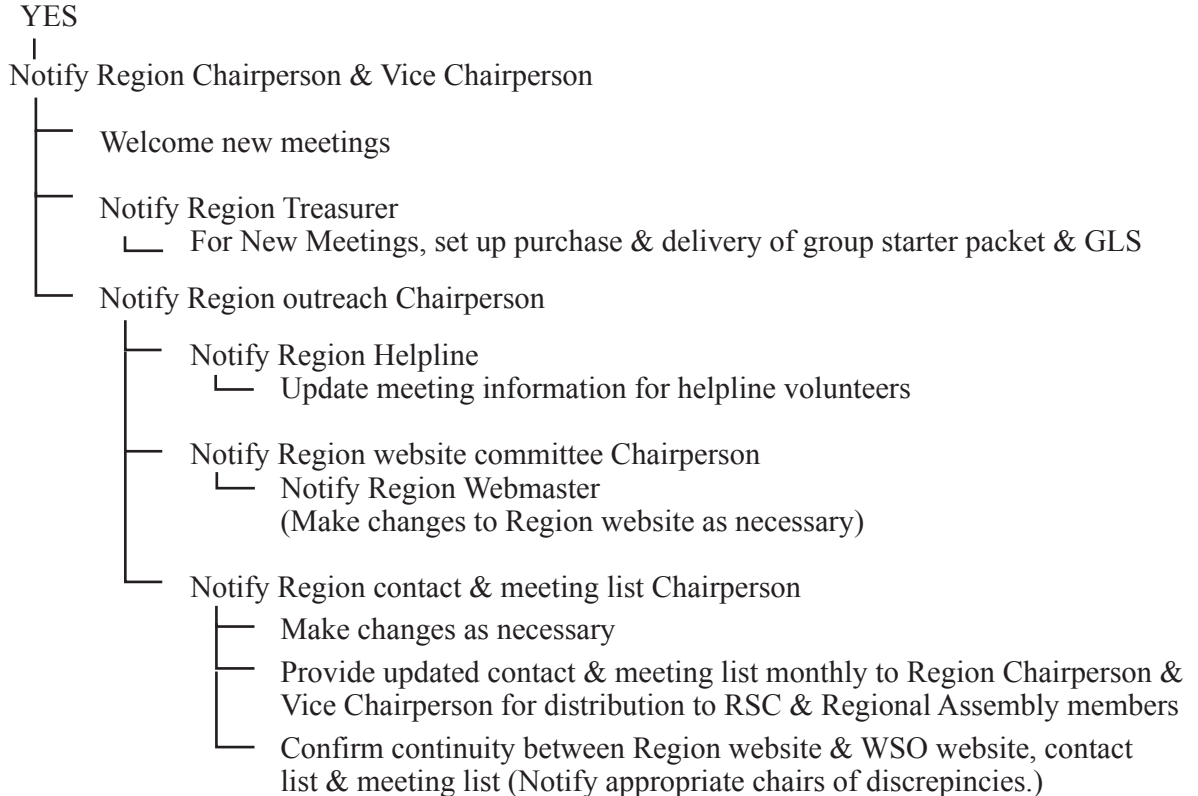 YES
Notify Region Chairperson & Vice Chairperson
Welcome new meetings
Notify Region Treasurer
For New Meetings, set up purchase & delivery of group starter packet & GLS
Notify Region outreach Chairperson
Notify Region Helpline
Update meeting information for helpline volunteers
Notify Region website committee Chairperson
Notify Region Webmaster
(Make changes to Region website as necessary)
Notify Region contact & meeting list Chairperson
Make changes as necessary
Provide updated contact & meeting list monthly to Region Chairperson &
Vice Chairperson for distribution to RSC & Regional Assembly members
Confirm continuity between Region website & WSO website, contact
list & meeting list (Notify appropriate chairs of discrepincies.)